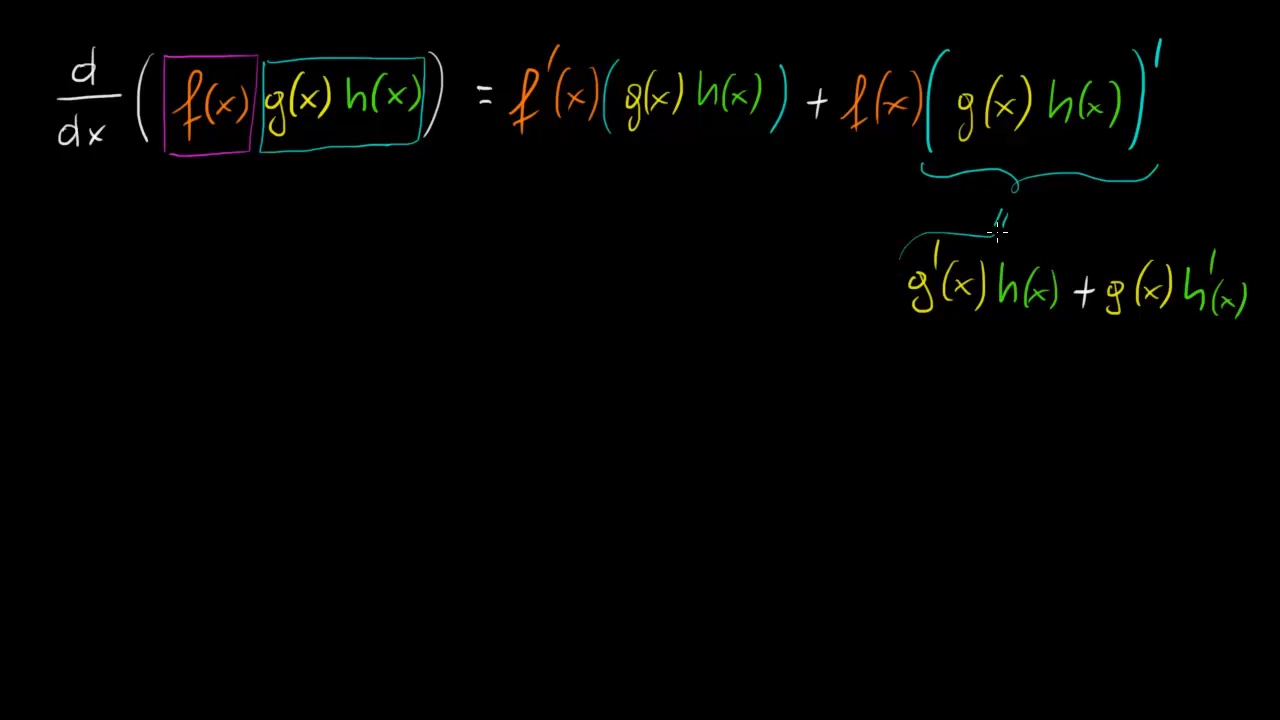 d/dx ( f(x) g(x) h(x) ) = f'(x) ( g(x) h(x) ) + f(x) ( g(x) h(x) )'
"
g'(x) h(x) + g(x) h'(x)